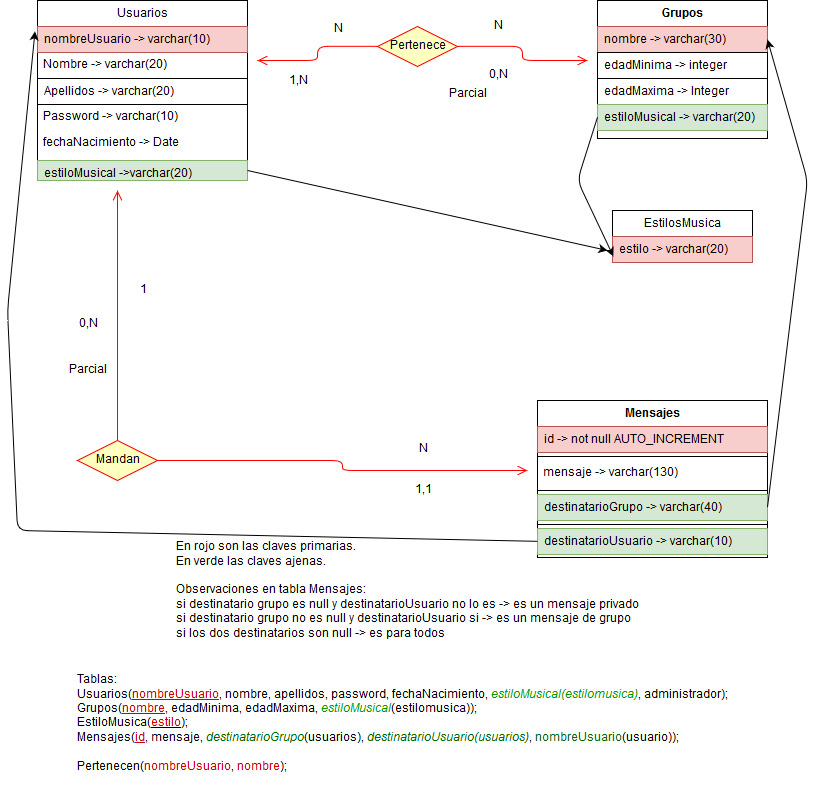 Usuarios
nombreUsuario -> varchar(10)
Nombre -> varchar(20)
Apellidos -> varchar(20)
Password -> varchar(10)
fechaNacimiento -> Date
estiloMusical ->varchar(20)
N
Pertenece
N
1,N
0,N
Parcial
Grupos
nombre -> varchar(30)
edadMinima -> integer
edadMaxima -> Integer
estiloMusical -> varchar(20)
EstilosMusica
estilo -> varchar(20)
1
0,N
Parcial
Mandan
N
1,1
Mensajes
id -> not null AUTO_INCREMENT
mensaje -> varchar(130)
destinatarioGrupo -> varchar(40)
destinatarioUsuario -> varchar(10)
En rojo son las claves primarias.
En verde las claves ajenas.
Observaciones en tabla Mensajes:
si destinatario grupo es null y destinatarioUsuario no lo es -> es un mensaje privado
si destinatario grupo no es null y destinatarioUsuario si -> es un mensaje de grupo
si los dos destinatarios son null -> es para todos
Tablas:
Usuarios(nombreUsuario, nombre, apellidos, password, fechaNacimiento, estiloMusical(estilomusica), administrador);
Grupos(nombre, edadMinima, edadMaxima, estiloMusical(estilomusica));
EstiloMusica(estilo);
Mensajes(id, mensaje, destinatarioGrupo(usuarios), destinatarioUsuario(usuarios), nombreUsuario(usuario));
Pertenecen(nombreUsuario, nombre);